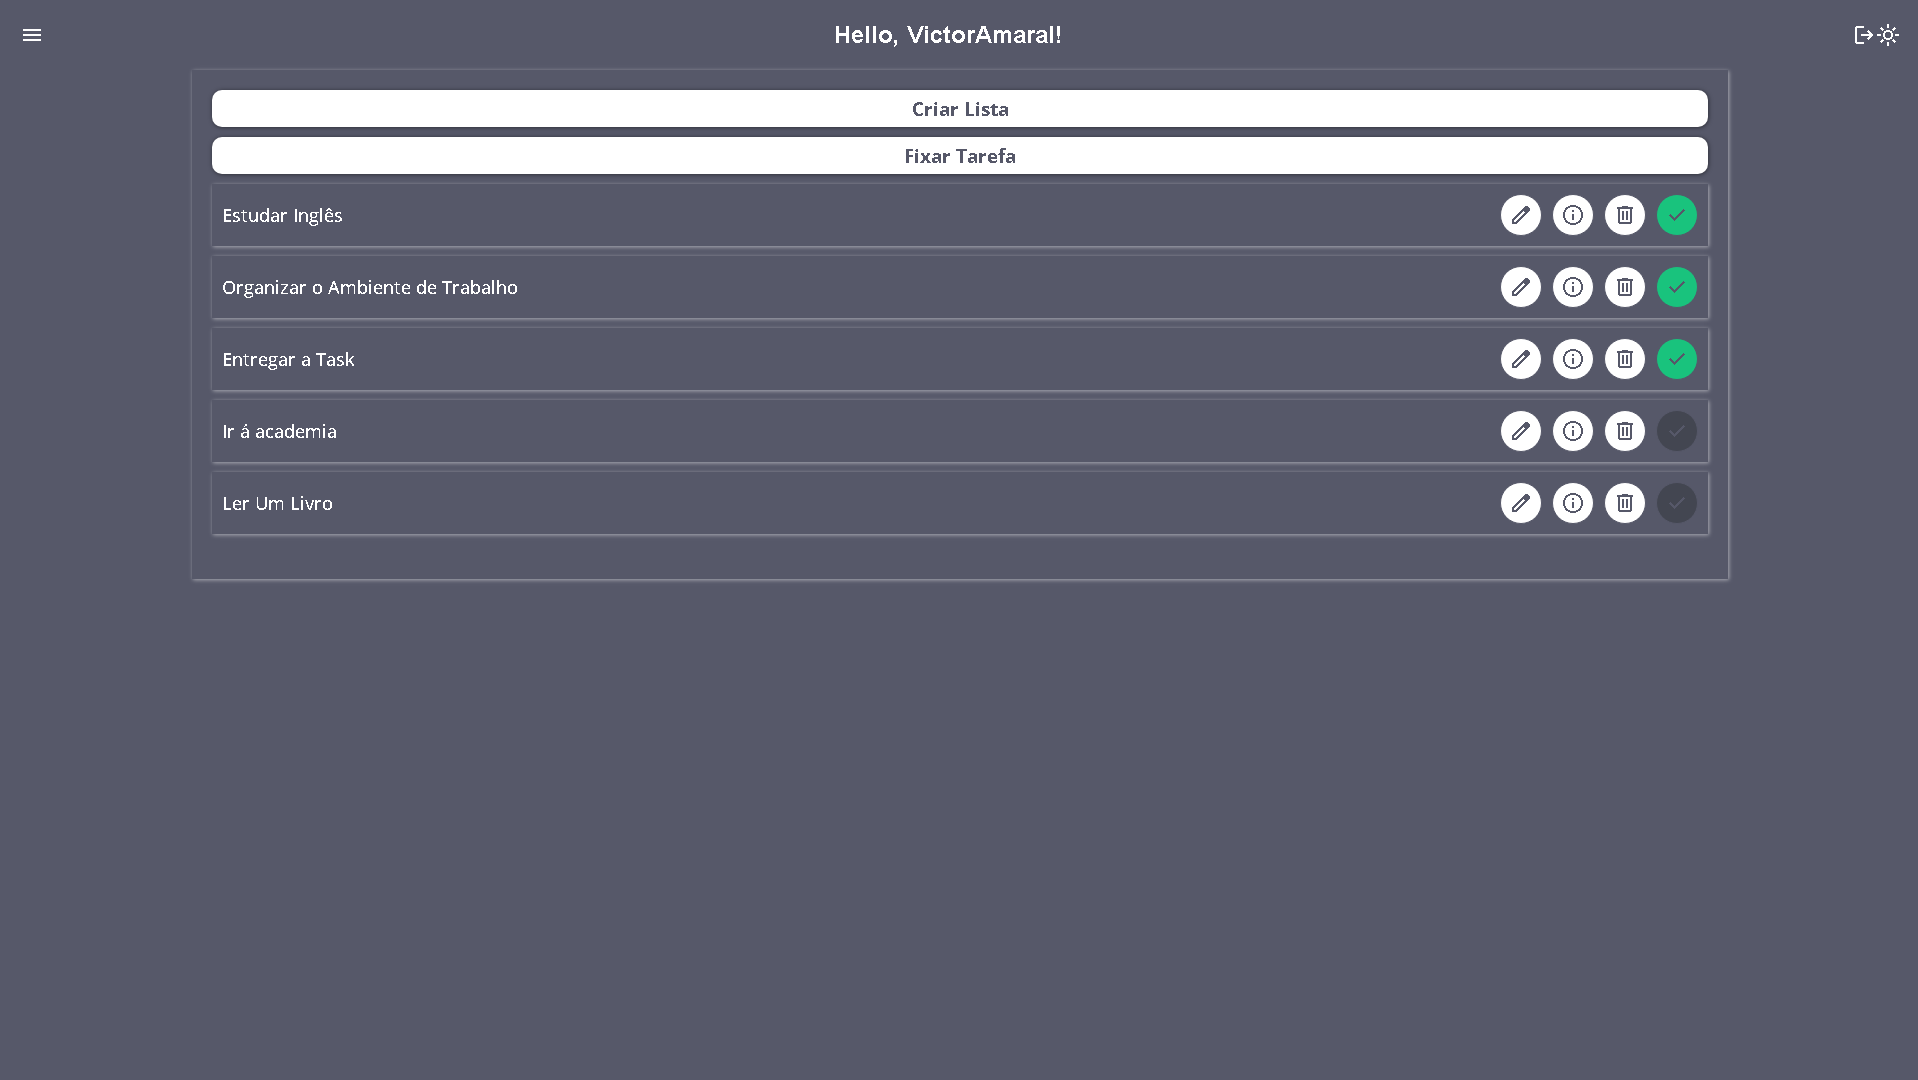 Hello, VictorAmaral!
Criar Lista
Fixar Tarefa
Estudar Inglês
Organizar o Ambiente de Trabalho
Entregar a Task
Ir á academia
Ler Um Livro